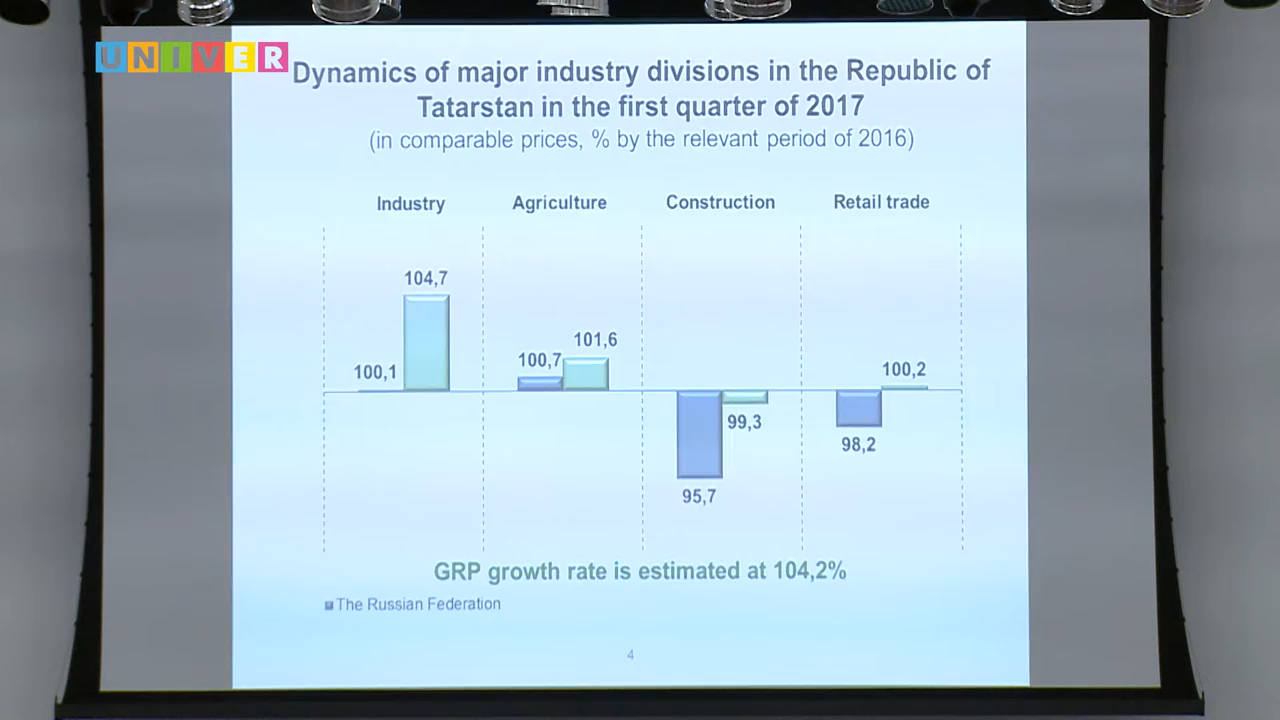 UNIVER
Dynamics of major industry divisions in the Republic of
Tatarstan in the first quarter of 2017
(in comparable prices, % by the relevant period of 2016)
Industry Agriculture Construction Retail trade
104,7
101,6
100,7
100,1
100,2
99,3
98,2
95,7
GRP growth rate is estimated at 104,2%
The Russian Federation
4